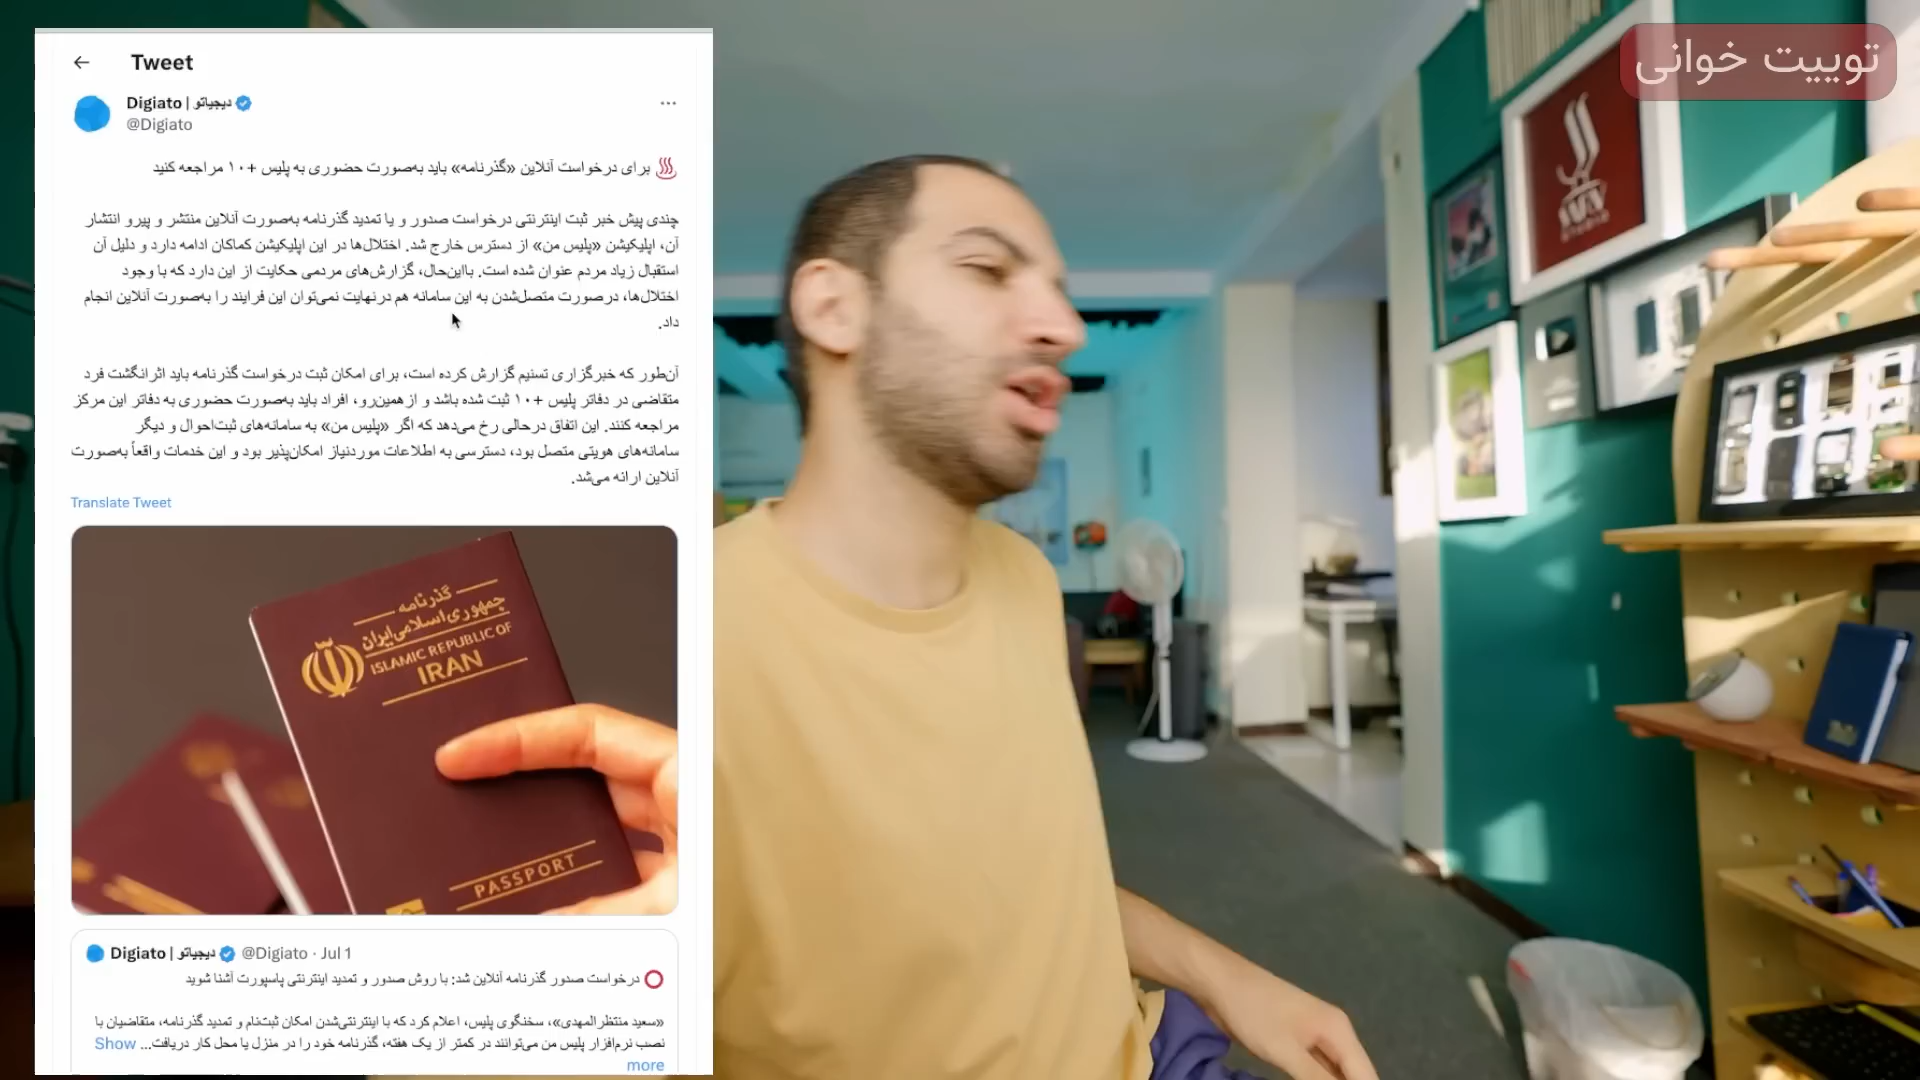 توییت خوانی
Tweet
Digiato | دیجیاتو
@Digiato
برای درخواست آنلاین «گذرنامه» باید به‌صورت حضوری به پلیس +۱۰ مراجعه کنید
چندی پیش خبر ثبت اینترنتی درخواست صدور و یا تمدید گذرنامه به‌صورت آنلاین منتشر و پیرو انتشار
آن، اپلیکیشن «پلیس من» از دسترس خارج شد. اختلال‌ها در این اپلیکیشن کماکان ادامه دارد و دلیل آن
استقبال زیاد مردم عنوان شده است. بااین‌حال، گزارش‌های مردمی حکایت از این دارد که با وجود
اختلال‌ها، درصورت متصل‌شدن به این سامانه هم درنهایت نمی‌توان این فرایند را به‌صورت آنلاین انجام
داد.
آن‌طور که خبرگزاری تسنیم گزارش کرده است، برای امکان ثبت درخواست گذرنامه باید اثرانگشت فرد
متقاضی در دفاتر پلیس +۱۰ ثبت شده باشد و ازهمین‌رو، افراد باید به‌صورت حضوری به دفاتر این مرکز
مراجعه کنند. این اتفاق درحالی رخ می‌دهد که اگر «پلیس من» به سامانه‌های ثبت‌احوال و دیگر
سامانه‌های هویتی متصل بود، دسترسی به اطلاعات موردنیاز امکان‌پذیر بود و این خدمات واقعاً به‌صورت
آنلاین ارائه می‌شد.
Translate Tweet
گذرنامه
جمهوری اسلامی ایران
ISLAMIC REPUBLIC OF
IRAN
PASSPORT
Digiato | دیجیاتو @Digiato · Jul 1
درخواست صدور گذرنامه آنلاین شد: با روش صدور و تمدید اینترنتی پاسپورت آشنا شوید
«سعید منتظرالمهدی»، سخنگوی پلیس، اعلام کرد که با اینترنتی‌شدن امکان ثبت‌نام و تمدید گذرنامه، متقاضیان با
نصب نرم‌افزار پلیس من می‌توانند در کمتر از یک هفته، گذرنامه خود را در منزل یا محل کار دریافت... Show
more